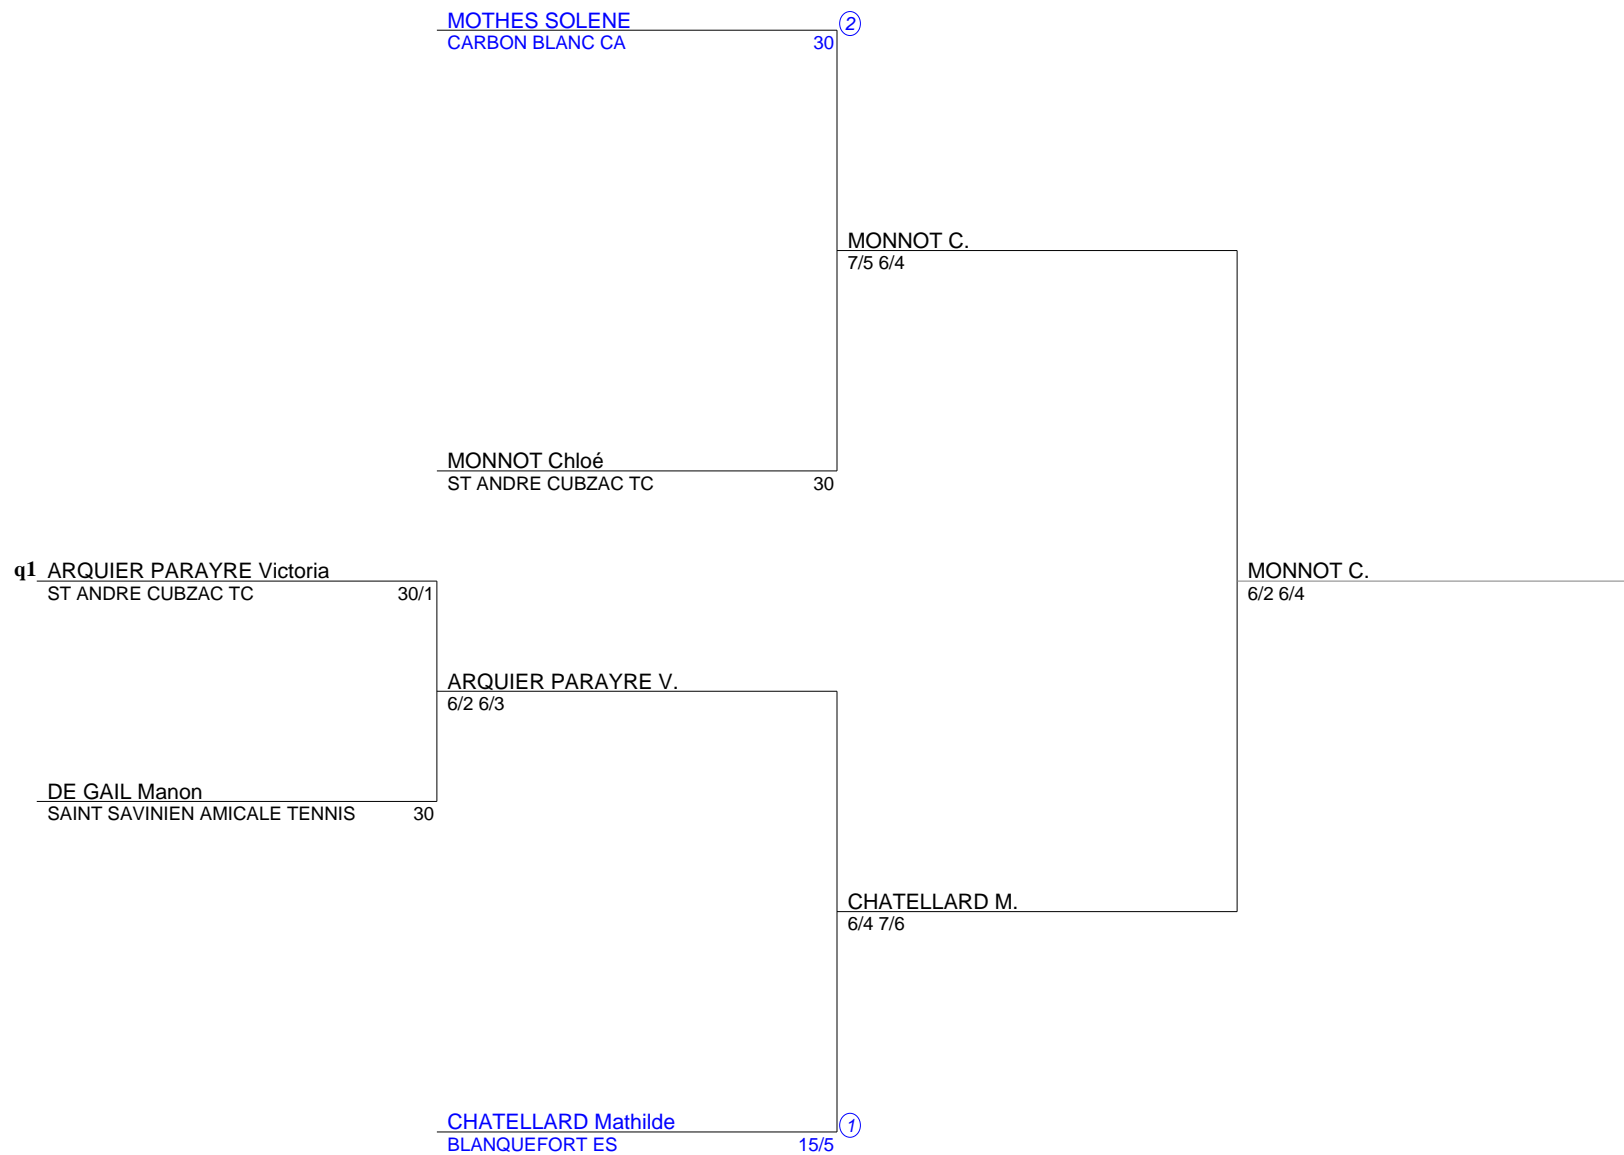 MOTHES SOLENE 2
CARBON BLANC CA 30
MONNOT C.
7/5 6/4
MONNOT Chloé
ST ANDRE CUBZAC TC 30
q1 ARQUIER PARAYRE Victoria
ST ANDRE CUBZAC TC 30/1
MONNOT C.
6/2 6/4
ARQUIER PARAYRE V.
6/2 6/3
DE GAIL Manon
SAINT SAVINIEN AMICALE TENNIS 30
CHATELLARD M.
6/4 7/6
CHATELLARD Mathilde 1
BLANQUEFORT ES 15/5